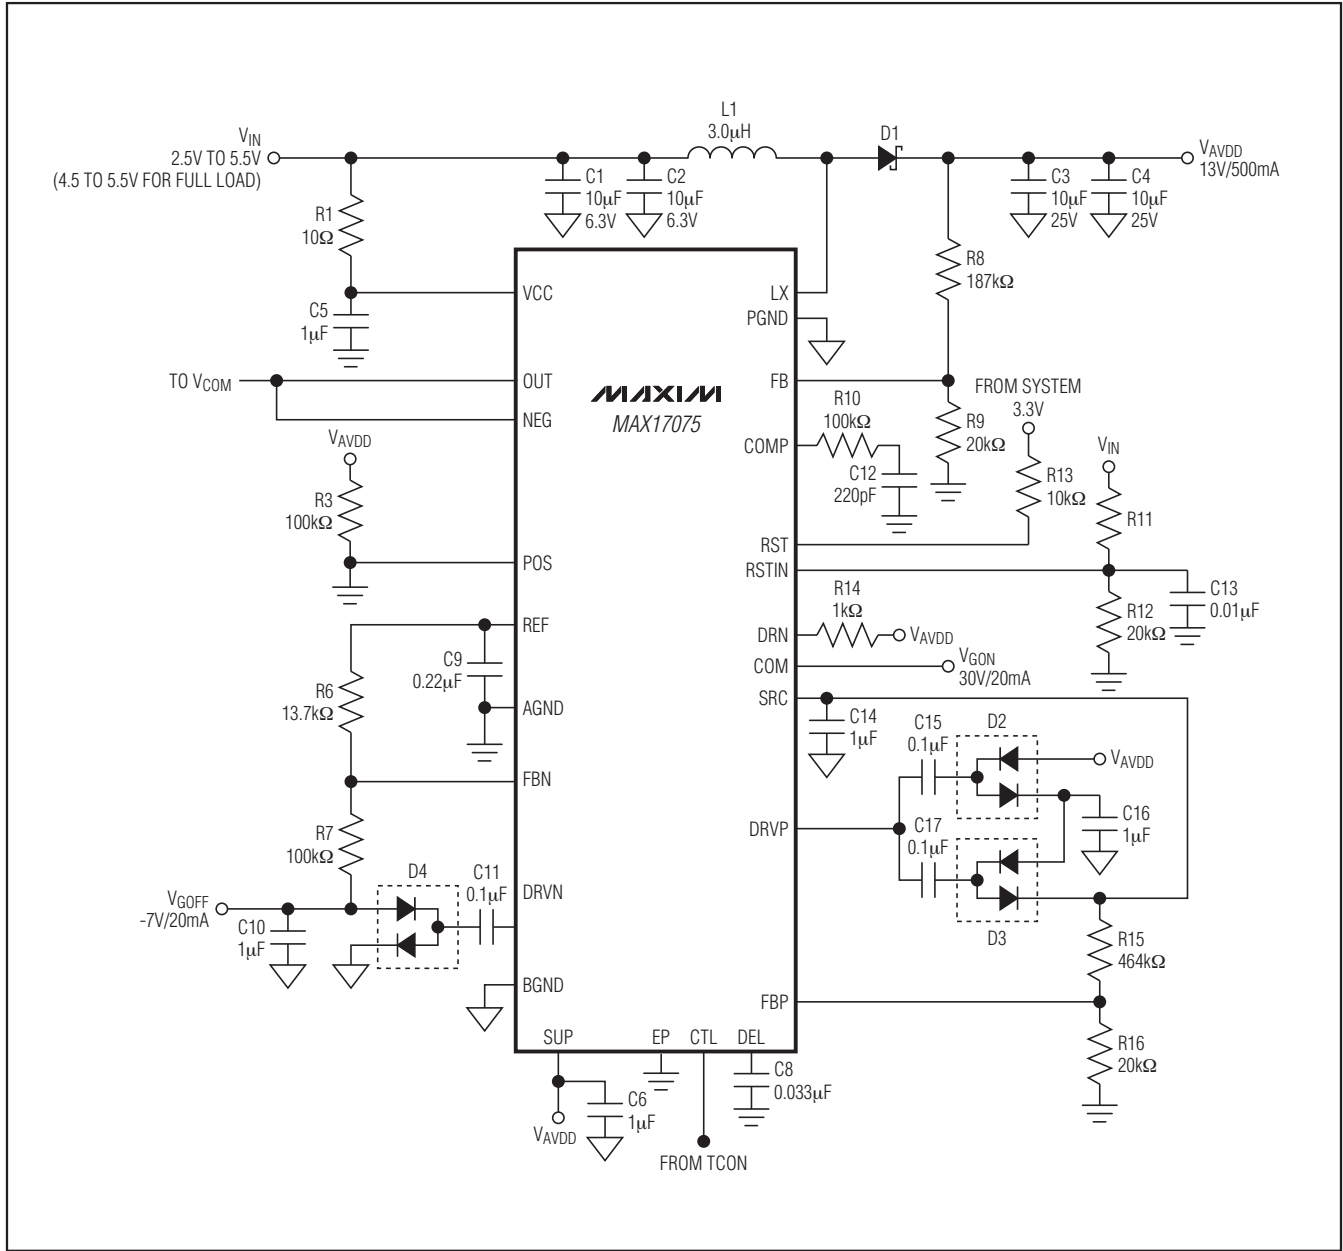 L1
3.0µH
D1
VIN
2.5V TO 5.5V
(4.5 TO 5.5V FOR FULL LOAD)
VAVDD
13V/500mA
C1
10µF
6.3V
C2
10µF
6.3V
C3
10µF
25V
C4
10µF
25V
R1
10Ω
R8
187kΩ
VCC
LX
C5
1µF
PGND
TO VCOM
OUT
FB
NEG
MAXIM
MAX17075
FROM SYSTEM
3.3V
R10
100kΩ
R9
20kΩ
COMP
C12
220pF
VIN
R13
10kΩ
R11
VAVDD
R3
100kΩ
POS
RST
RSTIN
C13
0.01µF
R12
20kΩ
R14
1kΩ
DRN
VAVDD
REF
C9
0.22µF
COM
VGON
30V/20mA
R6
13.7kΩ
AGND
SRC
C14
1µF
C15
0.1µF
D2
VAVDD
FBN
C16
1µF
DRVP
C17
0.1µF
D3
R7
100kΩ
D4
C11
0.1µF
DRVN
VGOFF
-7V/20mA
C10
1µF
R15
464kΩ
BGND
FBP
R16
20kΩ
SUP
EP
CTL
DEL
C8
0.033µF
C6
1µF
VAVDD
FROM TCON